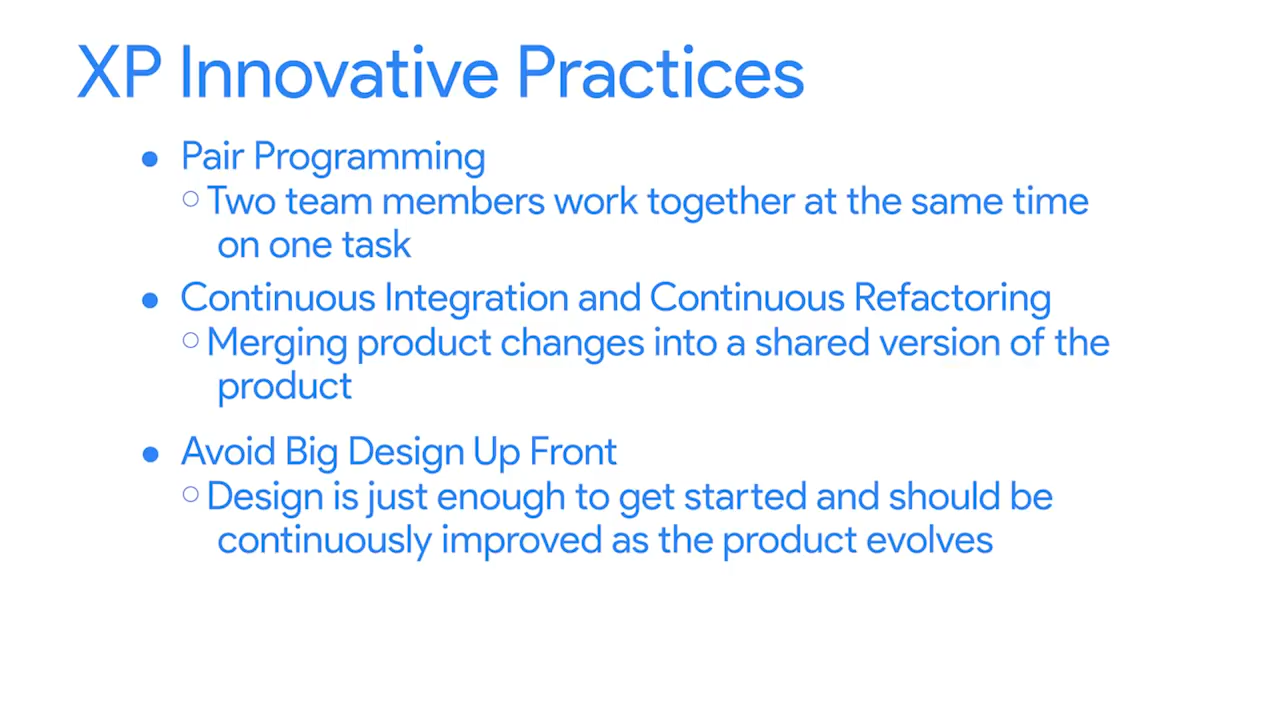 XP Innovative Practices
● Pair Programming
○ Two team members work together at the same time
on one task
● Continuous Integration and Continuous Refactoring
○ Merging product changes into a shared version of the
product
● Avoid Big Design Up Front
○ Design is just enough to get started and should be
continuously improved as the product evolves